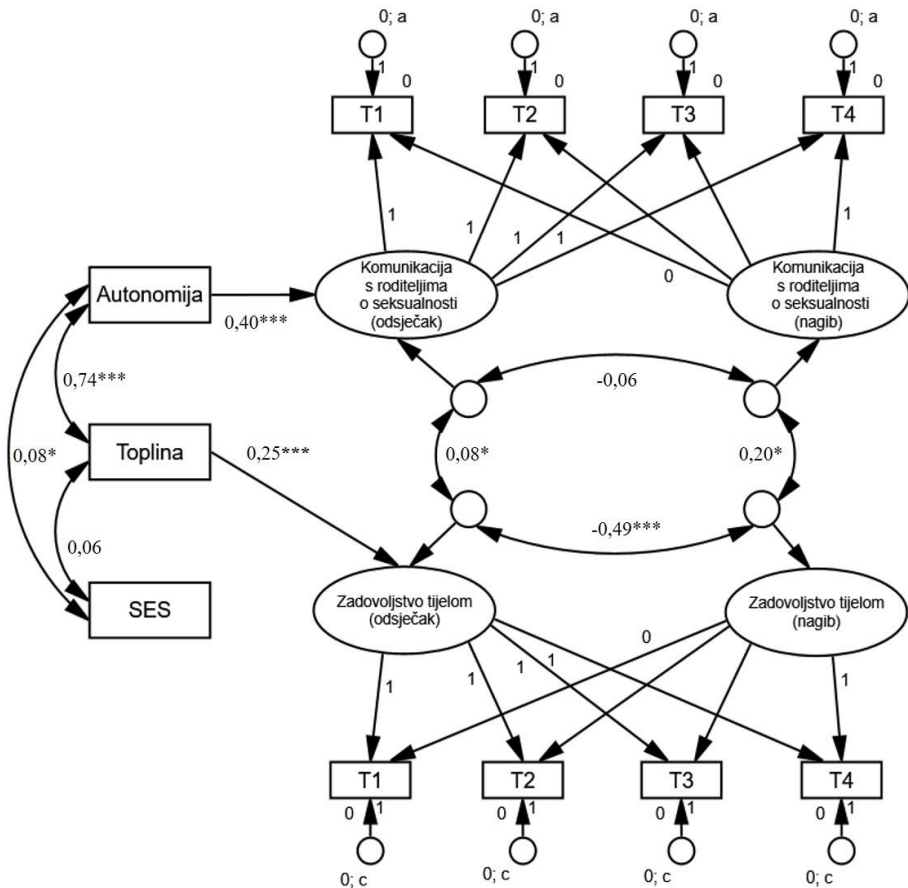 0; a
0; a
0; a
0; a
1
0
1
0
1
0
1
0
T1
T2
T3
T4
1
1
1
1
0
1
Komunikacija
s roditeljima
o seksualnosti
(odsječak)
Komunikacija
s roditeljima
o seksualnosti
(nagib)
Autonomija
0,40***
0,74***
-0,06
Toplina
0,25***
0,08*
0,08*
0,20*
-0,49***
0,06
SES
Zadovoljstvo tijelom
(odsječak)
Zadovoljstvo tijelom
(nagib)
0
1
1
1
1
1
T1
T2
T3
T4
0
1
0
1
0
1
0
1
0; c
0; c
0; c
0; c